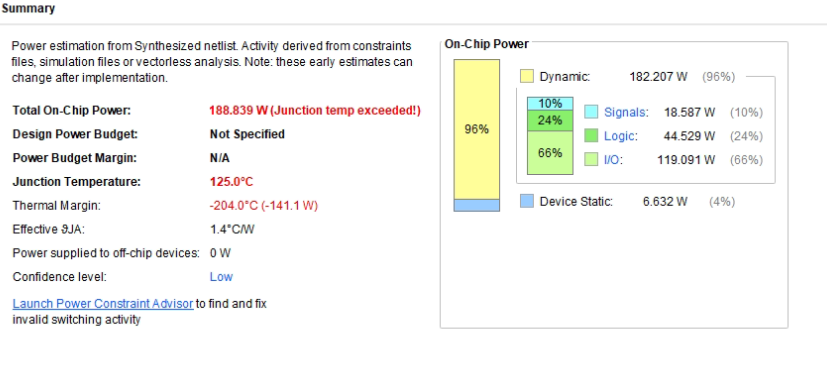 Summary
Power estimation from Synthesized netlist. Activity derived from constraints
files, simulation files or vectorless analysis. Note: these early estimates can
change after implementation.
Total On-Chip Power: 188.839 W (Junction temp exceeded!)
Design Power Budget: Not Specified
Power Budget Margin: N/A
Junction Temperature: 125.0°C
Thermal Margin: -204.0°C (-141.1 W)
Effective ϑJA: 1.4°C/W
Power supplied to off-chip devices: 0 W
Confidence level: Low
Launch Power Constraint Advisor to find and fix
invalid switching activity
On-Chip Power
96%
Dynamic: 182.207 W (96%)
10%
24%
66%
Signals: 18.587 W (10%)
Logic: 44.529 W (24%)
I/O: 119.091 W (66%)
Device Static: 6.632 W (4%)